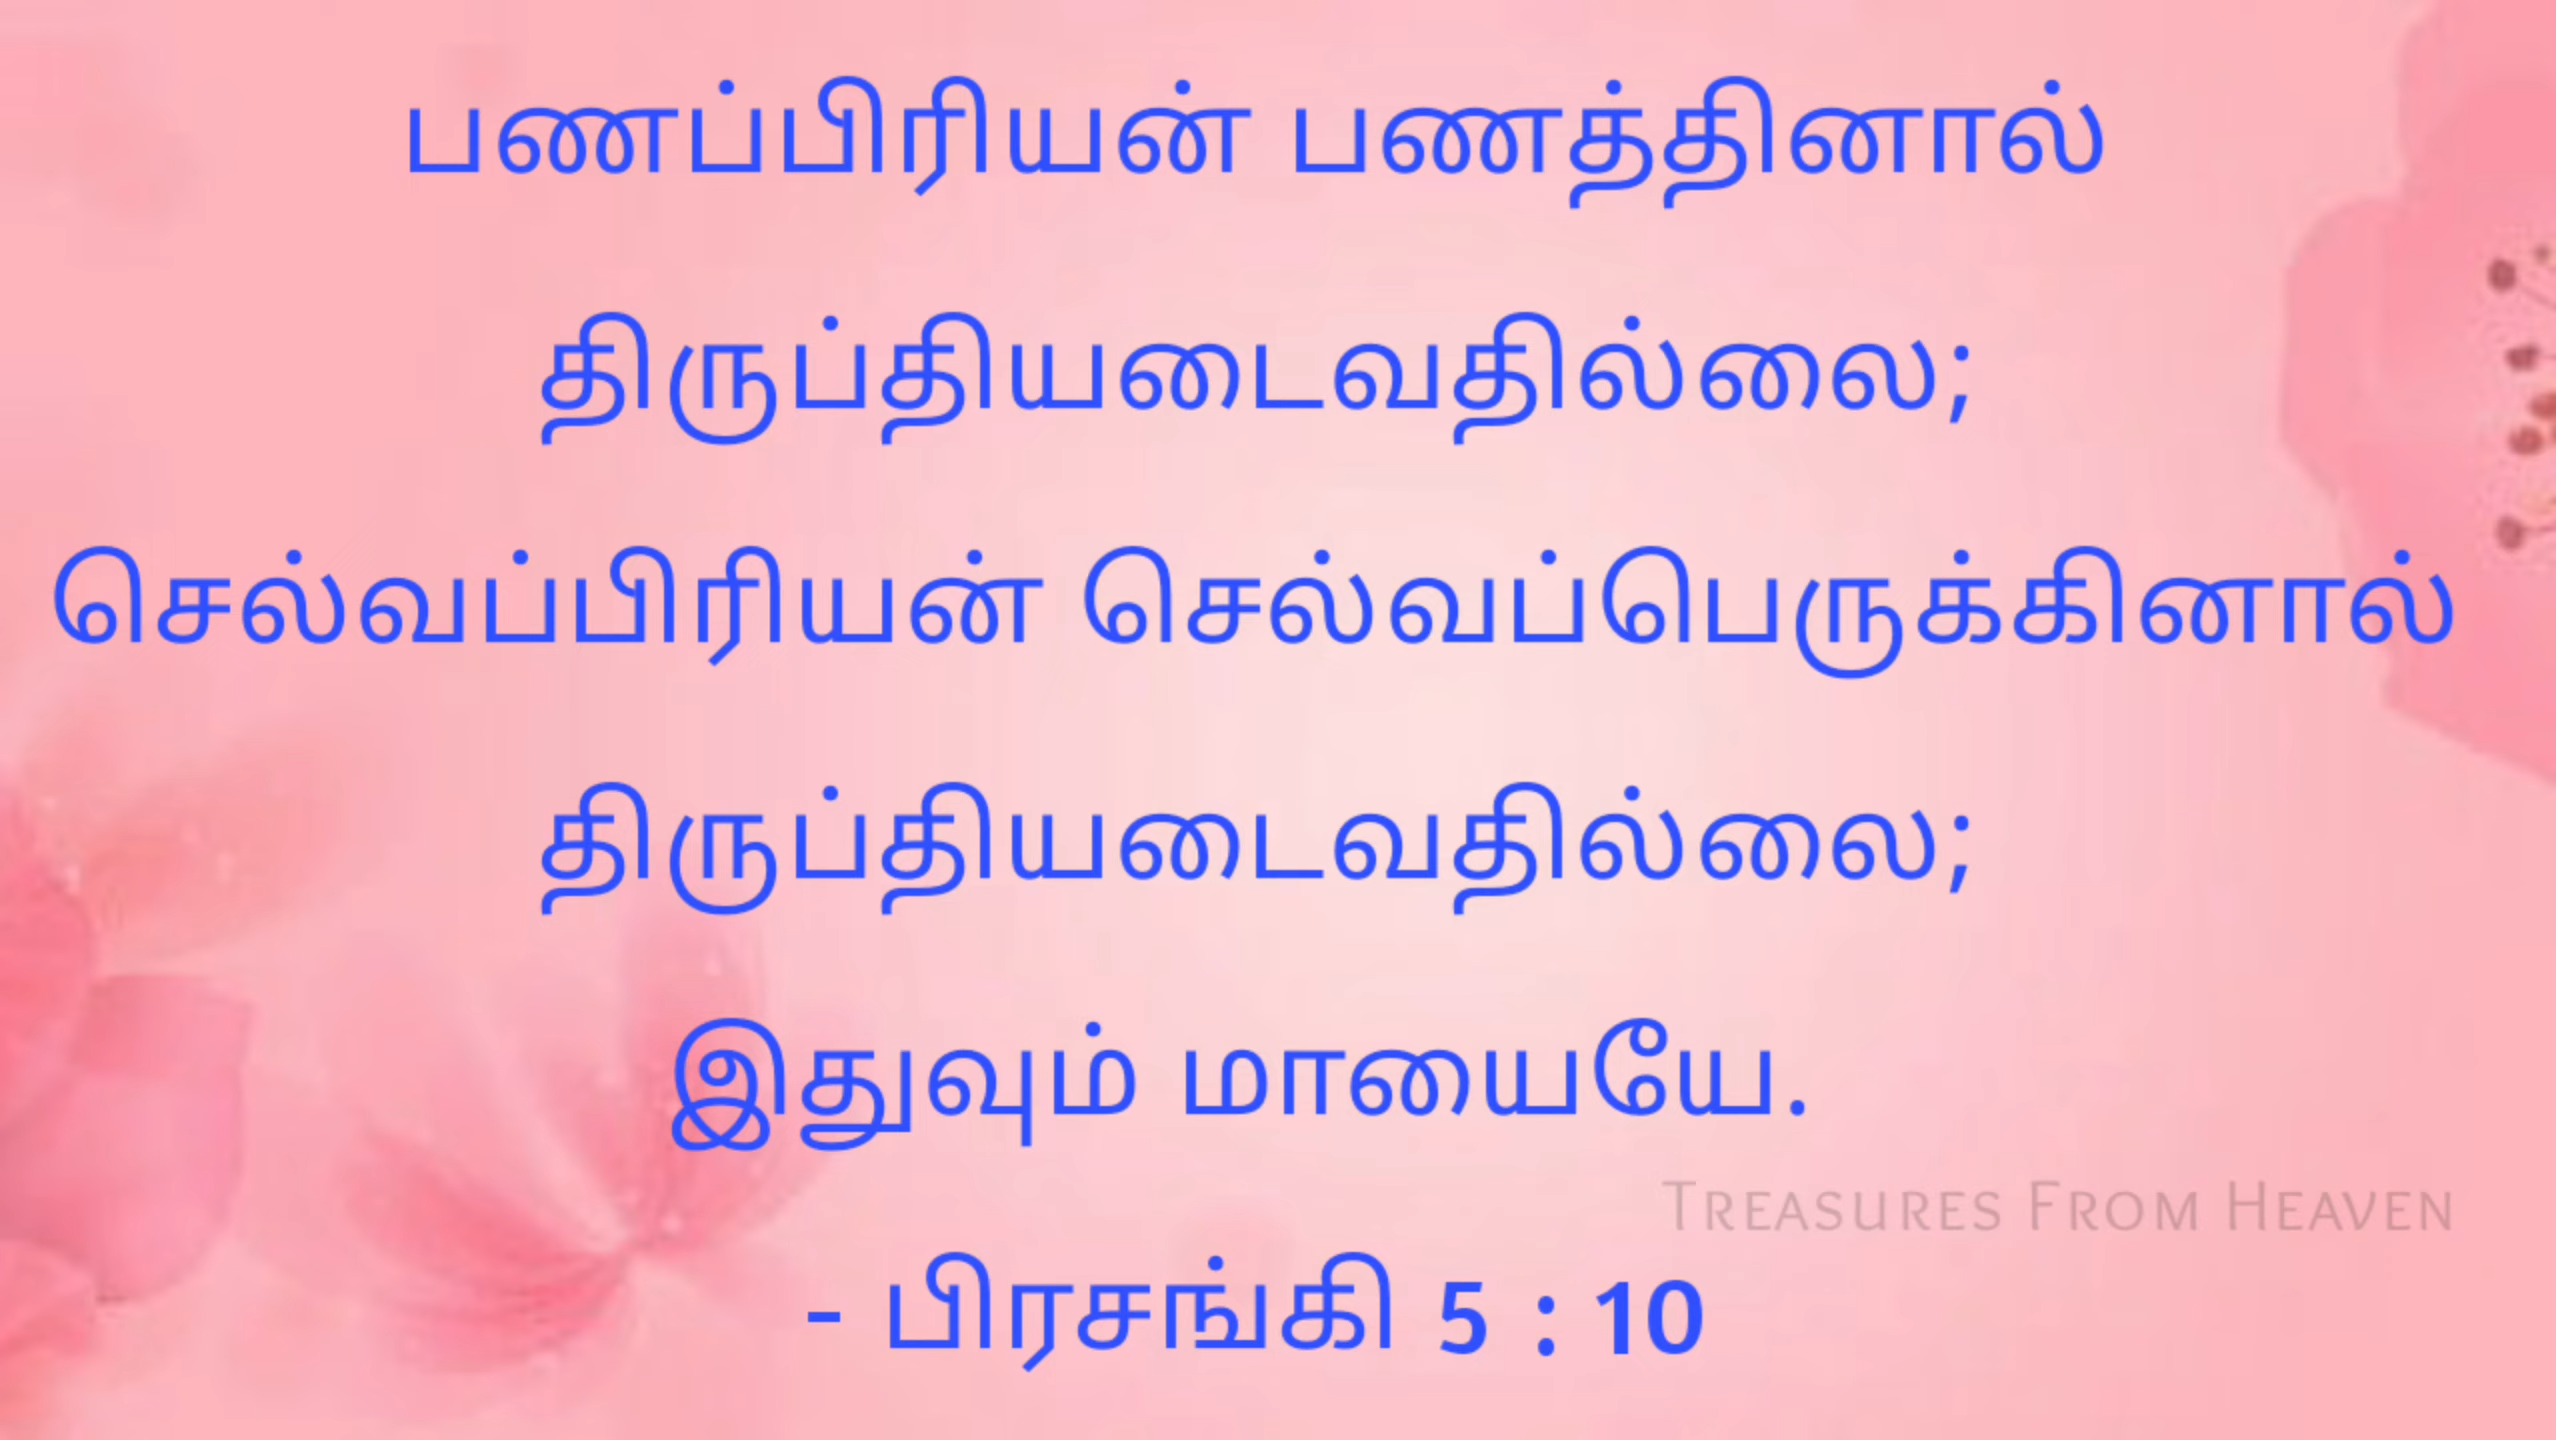 பணப்பிரியன் பணத்தினால்
திருப்தியடைவதில்லை;
செல்வப்பிரியன் செல்வப்பெருக்கினால்
திருப்தியடைவதில்லை;
இதுவும் மாயையே.
TREASURES FROM HEAVEN
- பிரசங்கி 5 : 10